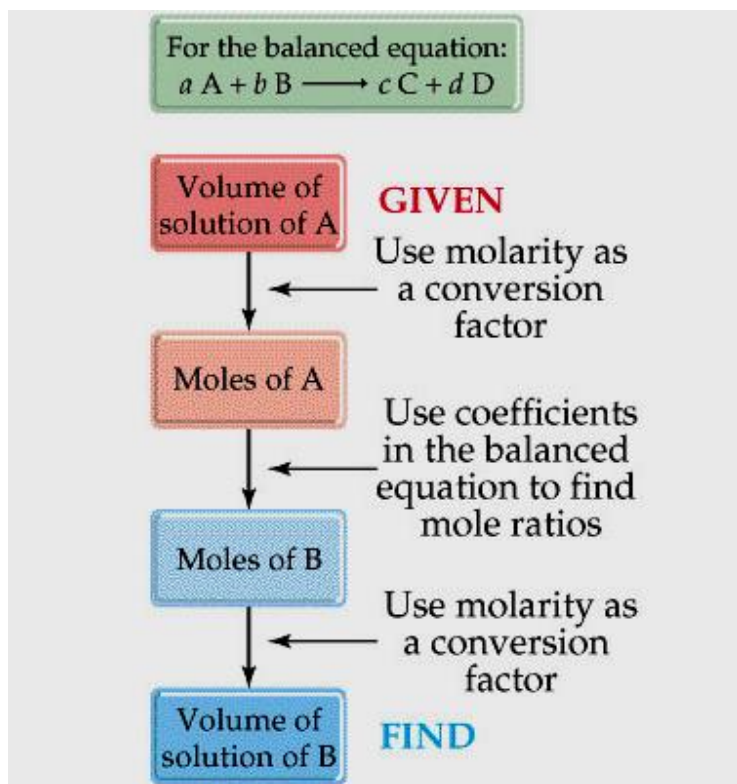 For the balanced equation:
a A + b B ⟶ c C + d D
Volume of
solution of A
GIVEN
Use molarity as
a conversion
factor
Moles of A
Use coefficients
in the balanced
equation to find
mole ratios
Moles of B
Use molarity as
a conversion
factor
Volume of
solution of B
FIND